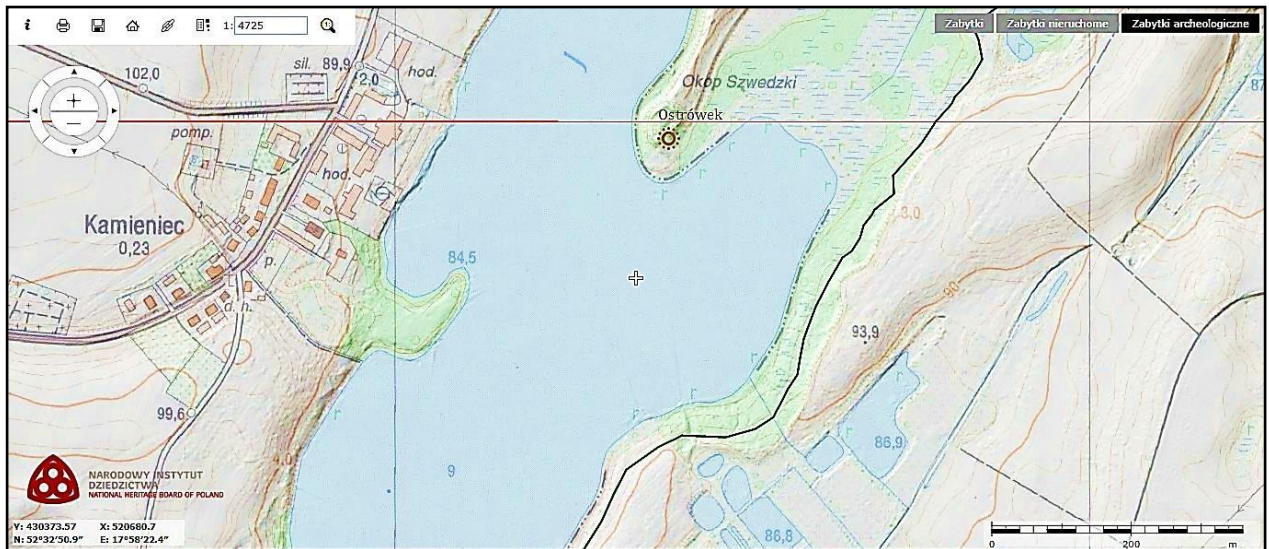 i
1: 4725
Zabytki
Zabytki nieruchome
Zabytki archeologiczne
102,0
sil.
89,9
2,0
hod.
Okop Szwedzki
Ostrówek
pomp.
hod.
Kamieniec
0,23
p.
84,5
d. h.
3,0
90
93,9
99,6
86,9
9
86,8
87
NARODOWY INSTYTUT
DZIEDZICTWA
NATIONAL HERITAGE BOARD OF POLAND
Y: 430373.57 X: 520680.7
N: 52°32'50.9" E: 17°58'22.4"
0 200 m